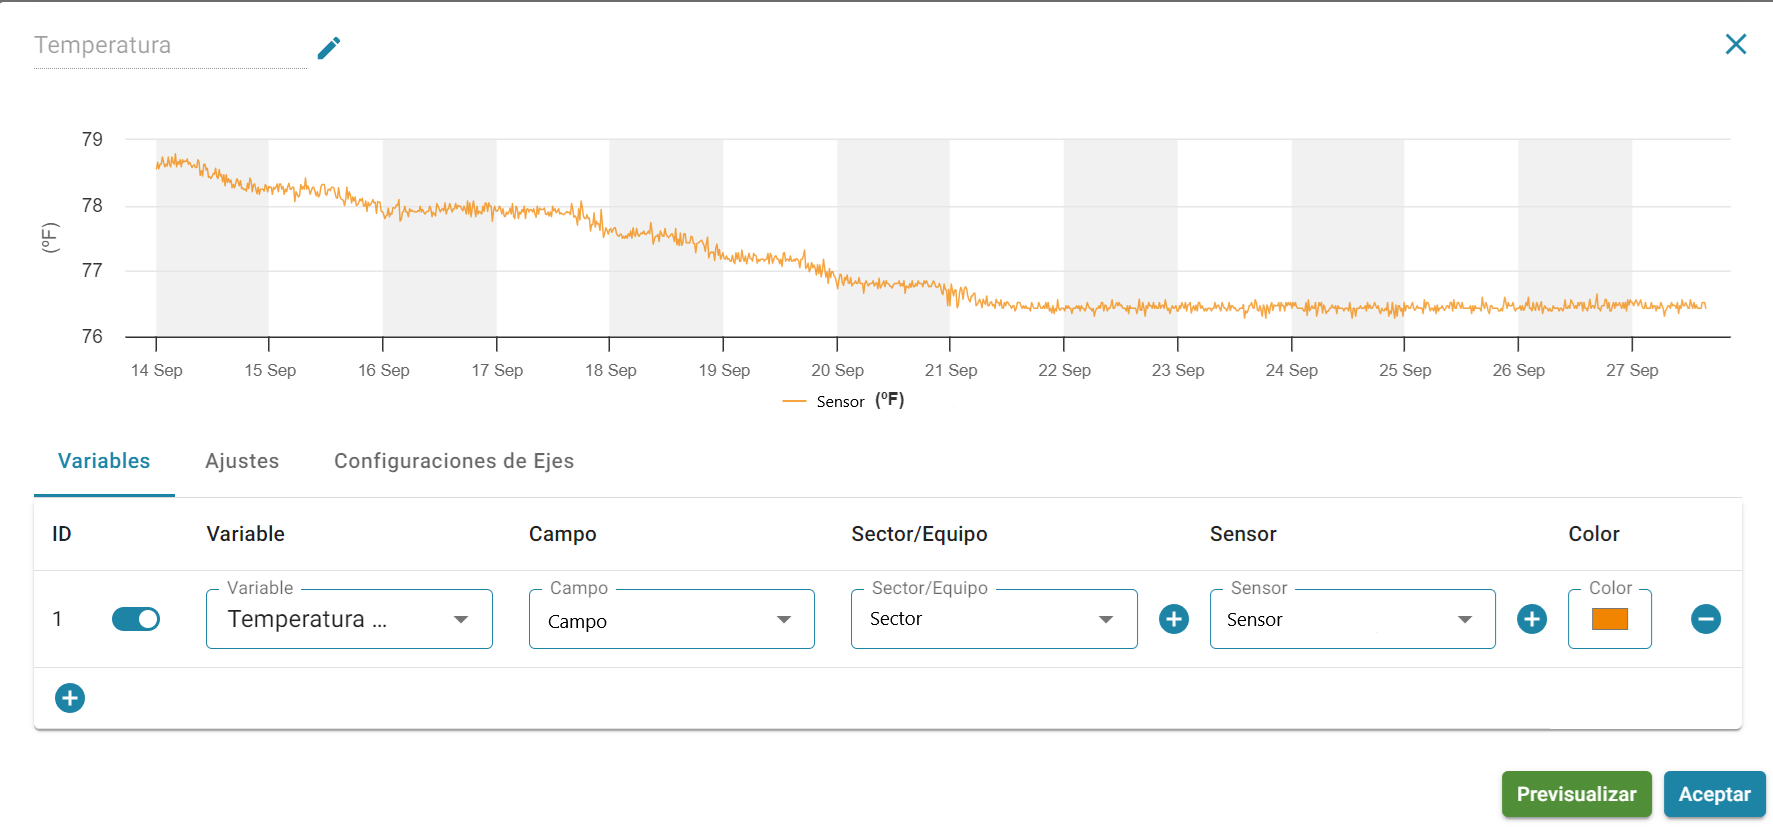 Temperatura
79
78
77
76
(ºF)
14 Sep 15 Sep 16 Sep 17 Sep 18 Sep 19 Sep 20 Sep 21 Sep 22 Sep 23 Sep 24 Sep 25 Sep 26 Sep 27 Sep
Sensor (ºF)
Variables Ajustes Configuraciones de Ejes
ID Variable Campo Sector/Equipo Sensor Color
Variable Campo Sector/Equipo Sensor Color
1 Temperatura ... Campo Sector Sensor
Previsualizar Aceptar